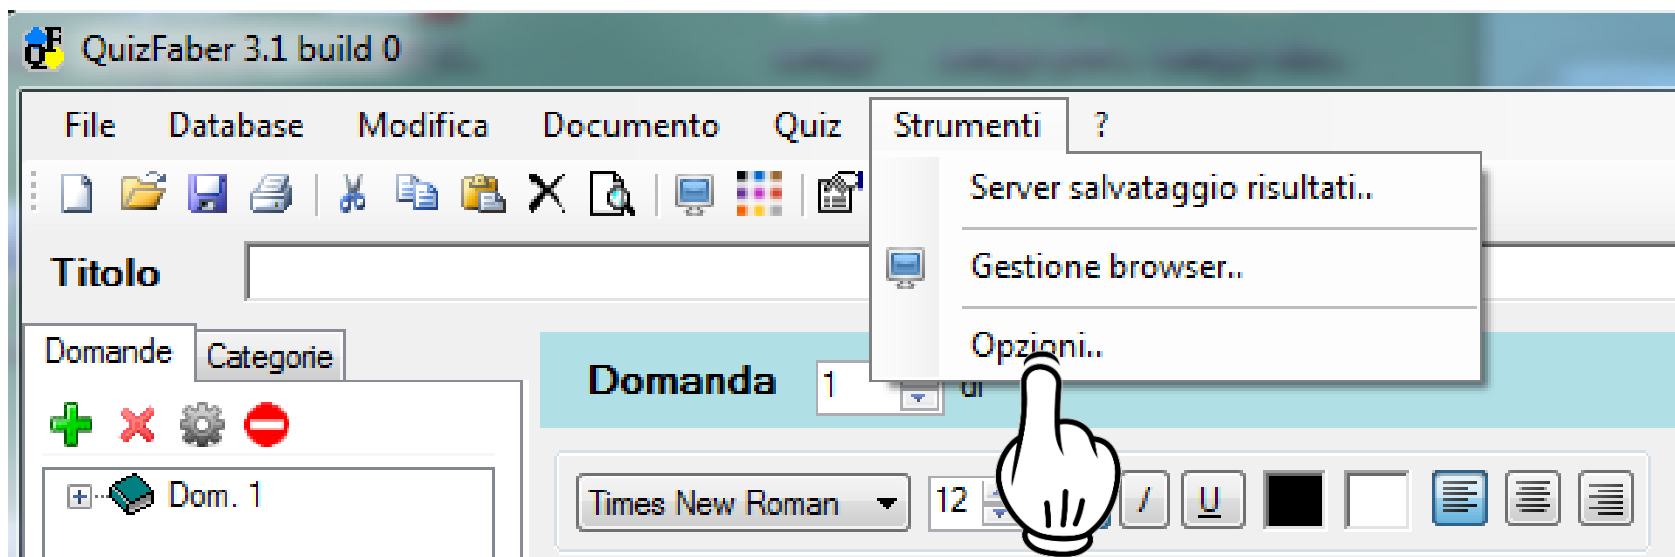 QuizFaber 3.1 build 0
File Database Modifica Documento Quiz Strumenti ?
Server salvataggio risultati..
Titolo
Gestione browser..
Domande Categorie
Opzioni..
Domanda 1 di
Dom. 1
Times New Roman 12 I U